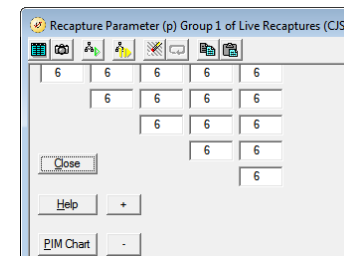 Recapture Parameter (p) Group 1 of Live Recaptures (CJS
6 6 6 6 6
6 6 6 6
6 6 6
6 6
Close
6
Help +
PIM Chart -